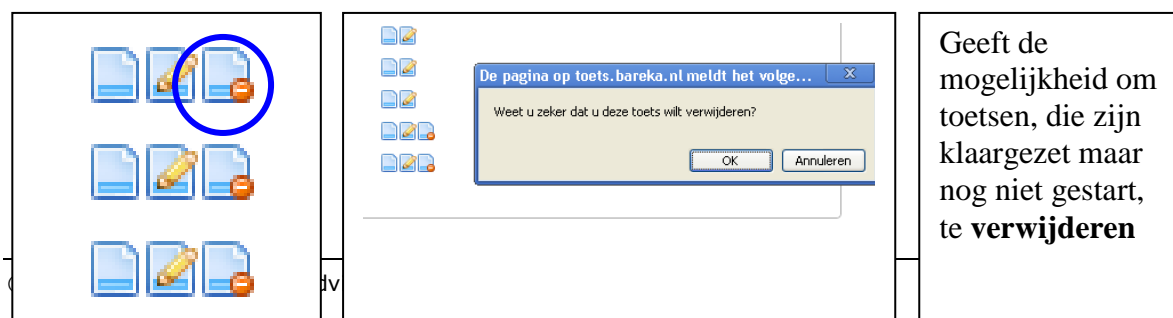 De pagina op toets.bareka.nl meldt het volge...
Weet u zeker dat u deze toets wilt verwijderen?
OK Annuleren
Geeft de
mogelijkheid om
toetsen, die zijn
klaargezet maar
nog niet gestart,
te verwijderen